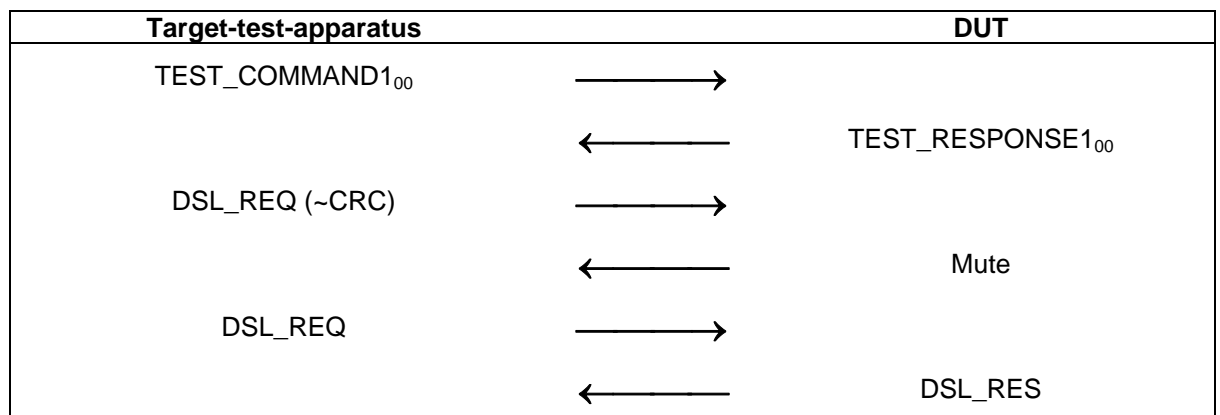 Target-test-apparatus DUT
TEST_COMMAND1₀₀
TEST_RESPONSE1₀₀
DSL_REQ (~CRC)
Mute
DSL_REQ
DSL_RES